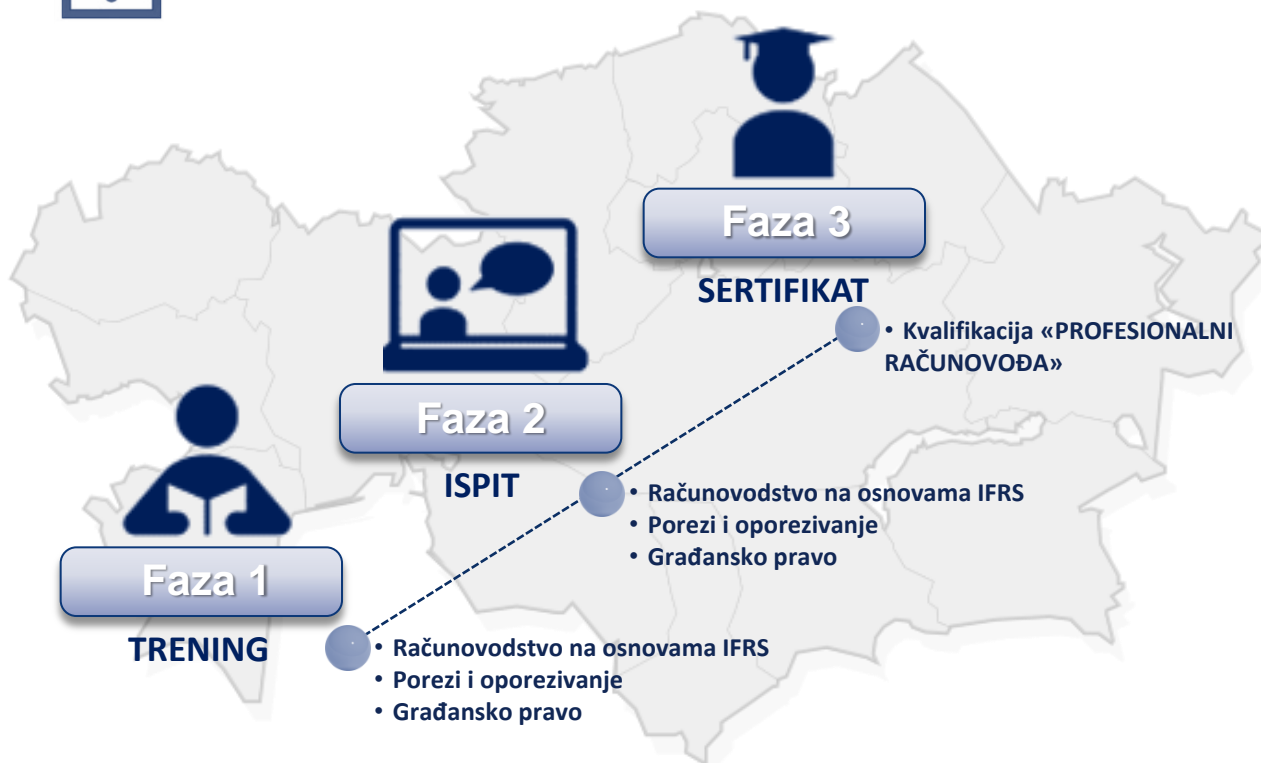 Faza 3
SERTIFIKAT
• Kvalifikacija «PROFESIONALNI
RAČUNOVOĐA»
Faza 2
ISPIT
• Računovodstvo na osnovama IFRS
• Porezi i oporezivanje
• Građansko pravo
Faza 1
TRENING
• Računovodstvo na osnovama IFRS
• Porezi i oporezivanje
• Građansko pravo